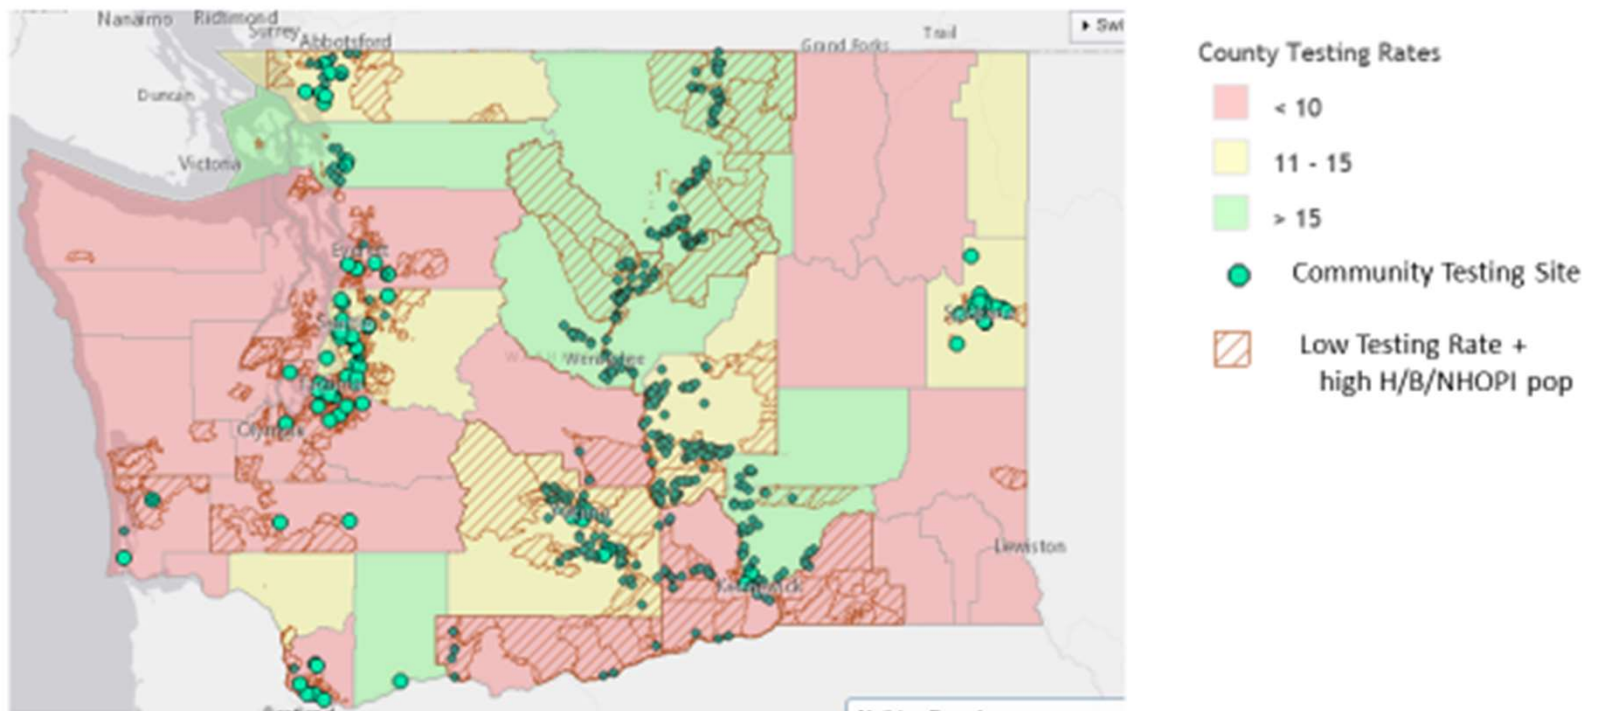 Nanaimo Richmond
Surrey
Abbotsford
Grand Forks
Trail
Duncan
Victoria
Everett
Wenatchee
Olympia
Yakima
Lewiston
Kennewick
County Testing Rates
< 10
11 - 15
> 15
Community Testing Site
Low Testing Rate +
high H/B/NHOPI pop